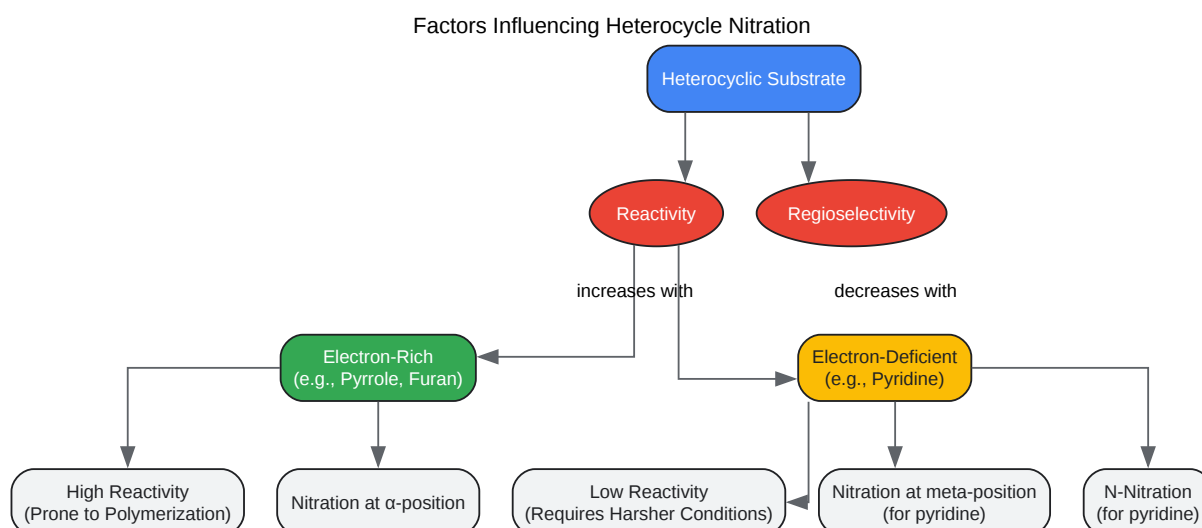 Factors Influencing Heterocycle Nitration
Heterocyclic Substrate
Reactivity
Regioselectivity
increases with
decreases with
Electron-Rich
(e.g., Pyrrole, Furan)
Electron-Deficient
(e.g., Pyridine)
High Reactivity
(Prone to Polymerization)
Nitration at α-position
Low Reactivity
(Requires Harsher Conditions)
Nitration at meta-position
(for pyridine)
N-Nitration
(for pyridine)